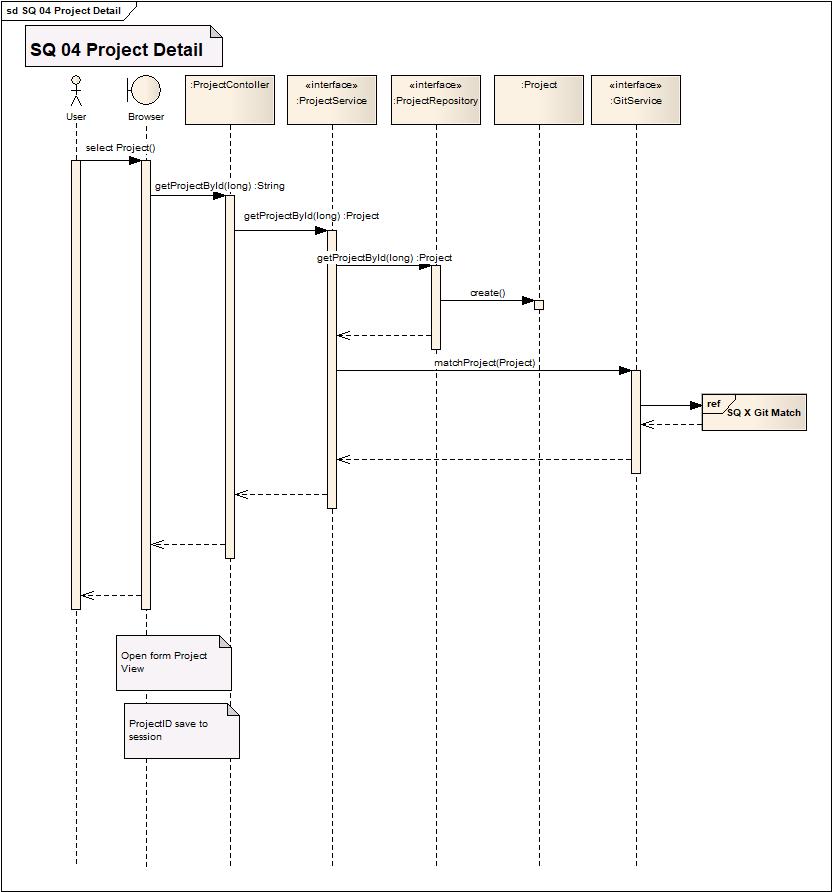 sd SQ 04 Project Detail
SQ 04 Project Detail
User
Browser
:ProjectContoller
«interface»
:ProjectService
«interface»
:ProjectRepository
:Project
«interface»
:GitService
select Project()
getProjectById(long) :String
getProjectById(long) :Project
getProjectById(long) :Project
create()
matchProject(Project)
ref
SQ X Git Match
Open form Project
View
ProjectID save to
session